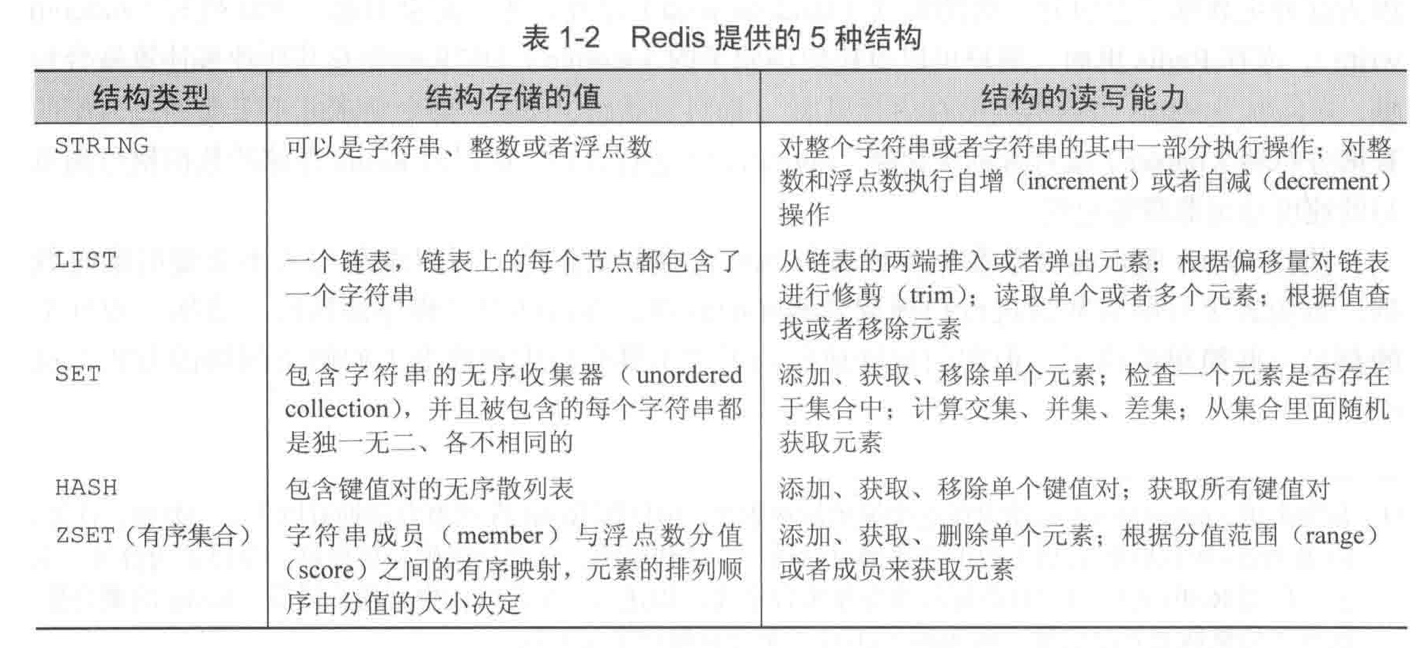 表 1-2 Redis 提供的 5 种结构
结构类型 结构存储的值 结构的读写能力
STRING 可以是字符串、整数或者浮点数 对整个字符串或者字符串的其中一部分执行操作；对整
数和浮点数执行自增（increment）或者自减（decrement）
操作
LIST 一个链表，链表上的每个节点都包含了 从链表的两端推入或者弹出元素；根据偏移量对链表
一个字符串 进行修剪（trim）；读取单个或者多个元素；根据值查
找或者移除元素
SET 包含字符串的无序收集器（unordered 添加、获取、移除单个元素；检查一个元素是否存在
collection），并且被包含的每个字符串都 于集合中；计算交集、并集、差集；从集合里面随机
是独一无二、各不相同的 获取元素
HASH 包含键值对的无序散列表 添加、获取、移除单个键值对；获取所有键值对
ZSET（有序集合） 字符串成员（member）与浮点数分值 添加、获取、删除单个元素；根据分值范围（range）
（score）之间的有序映射，元素的排列顺 或者成员来获取元素
序由分值的大小决定